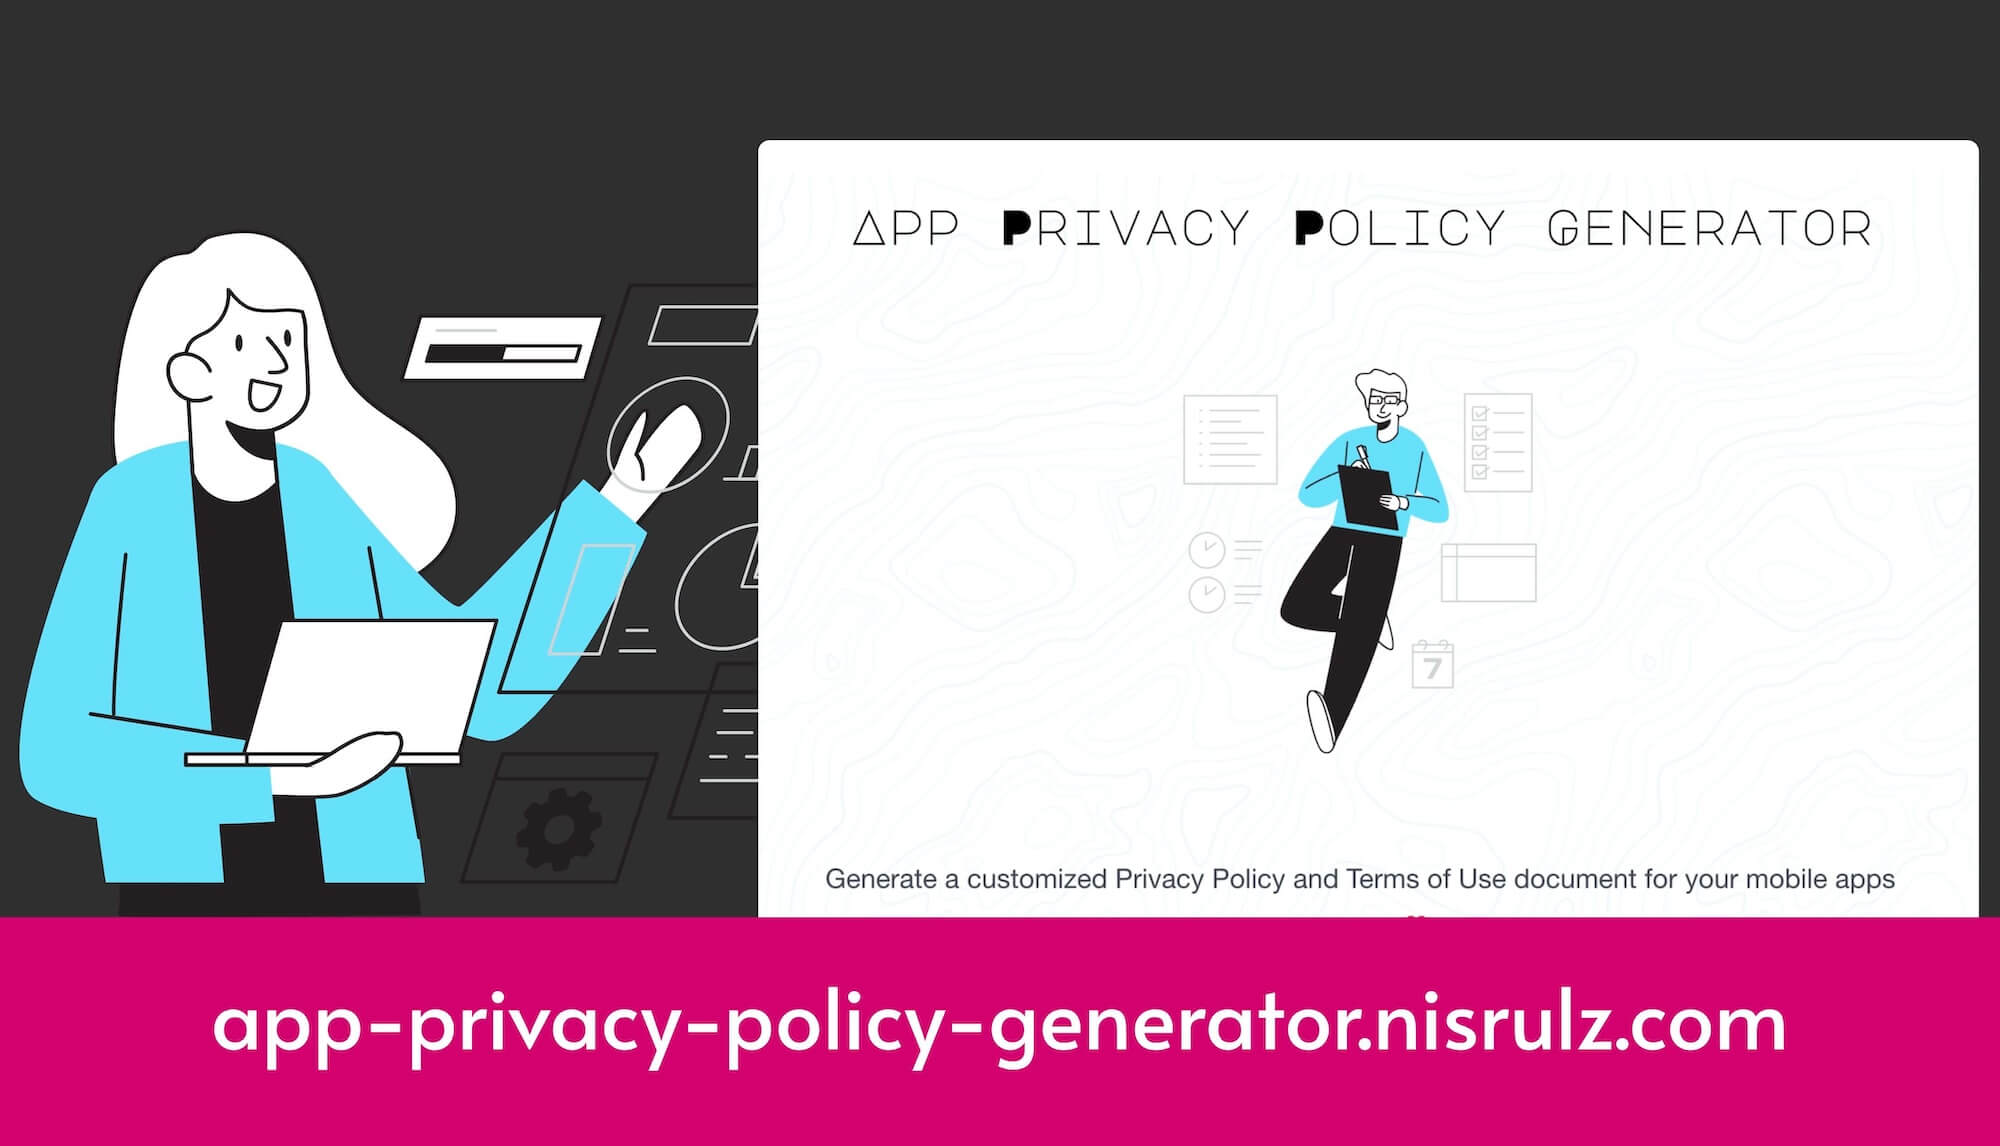 APP PRIVACY POLICY GENERATOR
7
Generate a customized Privacy Policy and Terms of Use document for your mobile apps
app-privacy-policy-generator.nisrulz.com